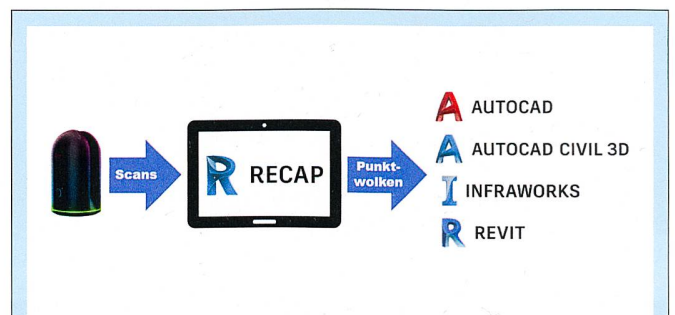 Scans
RECAP
Punkt-
wolken
AUTOCAD
AUTOCAD CIVIL 3D
INFRAWORKS
REVIT